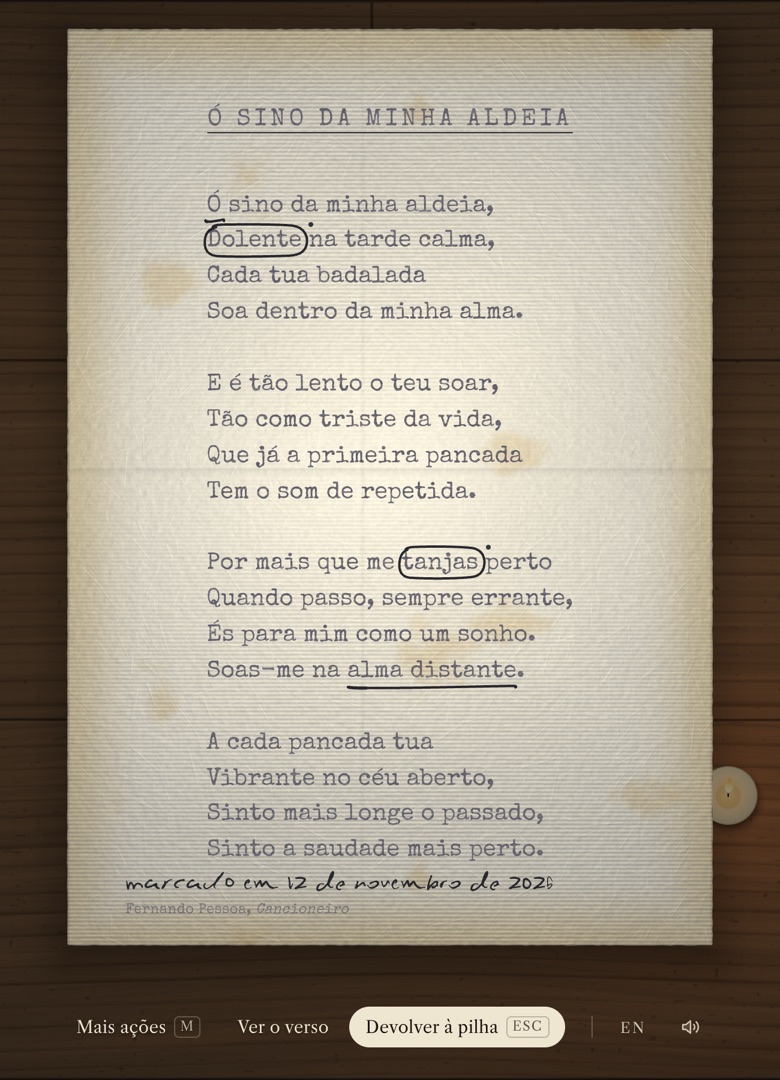 Ó SINO DA MINHA ALDEIA
Ó sino da minha aldeia,
Dolente na tarde calma,
Cada tua badalada
Soa dentro da minha alma.
E é tão lento o teu soar,
Tão como triste da vida,
Que já a primeira pancada
Tem o som de repetida.
Por mais que me tanjas perto
Quando passo, sempre errante,
És para mim como um sonho.
Soas-me na alma distante.
A cada pancada tua
Vibrante no céu aberto,
Sinto mais longe o passado,
Sinto a saudade mais perto.
marcado em 12 de novembro de 2026
Fernando Pessoa, Cancioneiro
Mais ações M Ver o verso Devolver à pilha ESC EN